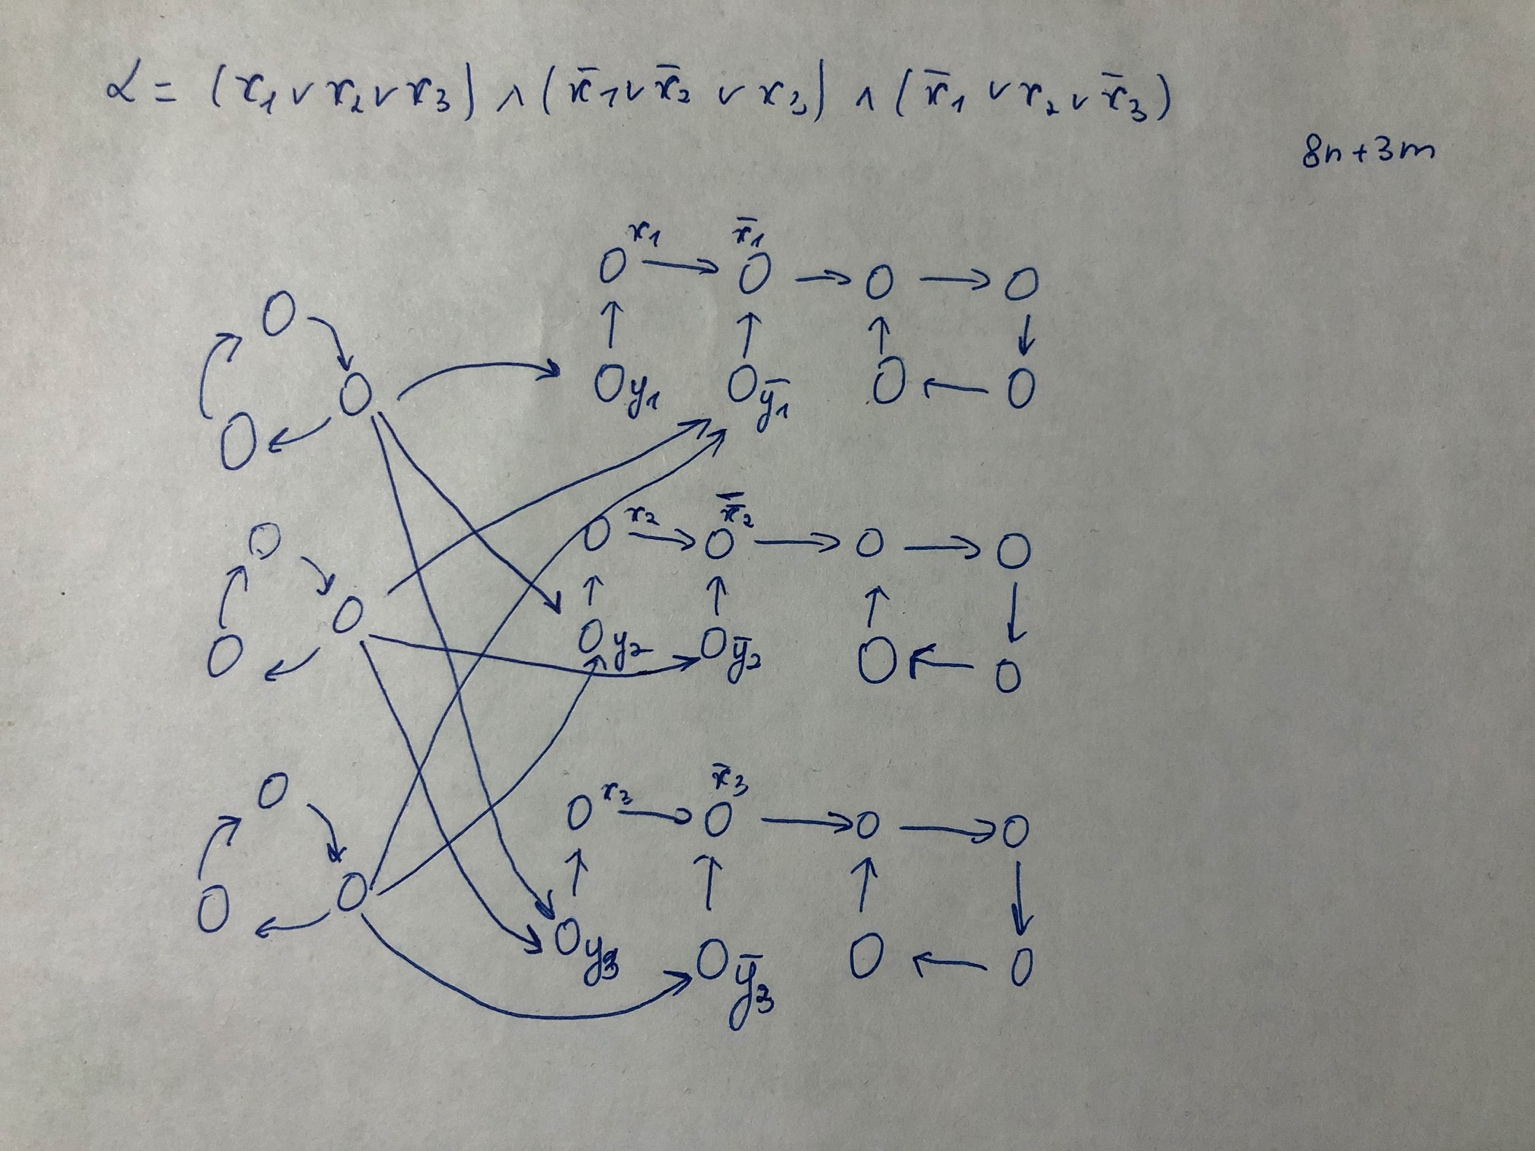 α = (x₁ ∨ x₂ ∨ x₃) ∧ (x̄₁ ∨ x̄₂ ∨ x₃) ∧ (x̄₁ ∨ x₂ ∨ x̄₃)
8n+3m
x₁ x̄₁
y₁ ȳ₁
x₂ x̄₂
y₂ ȳ₂
x₃ x̄₃
y₃ ȳ₃